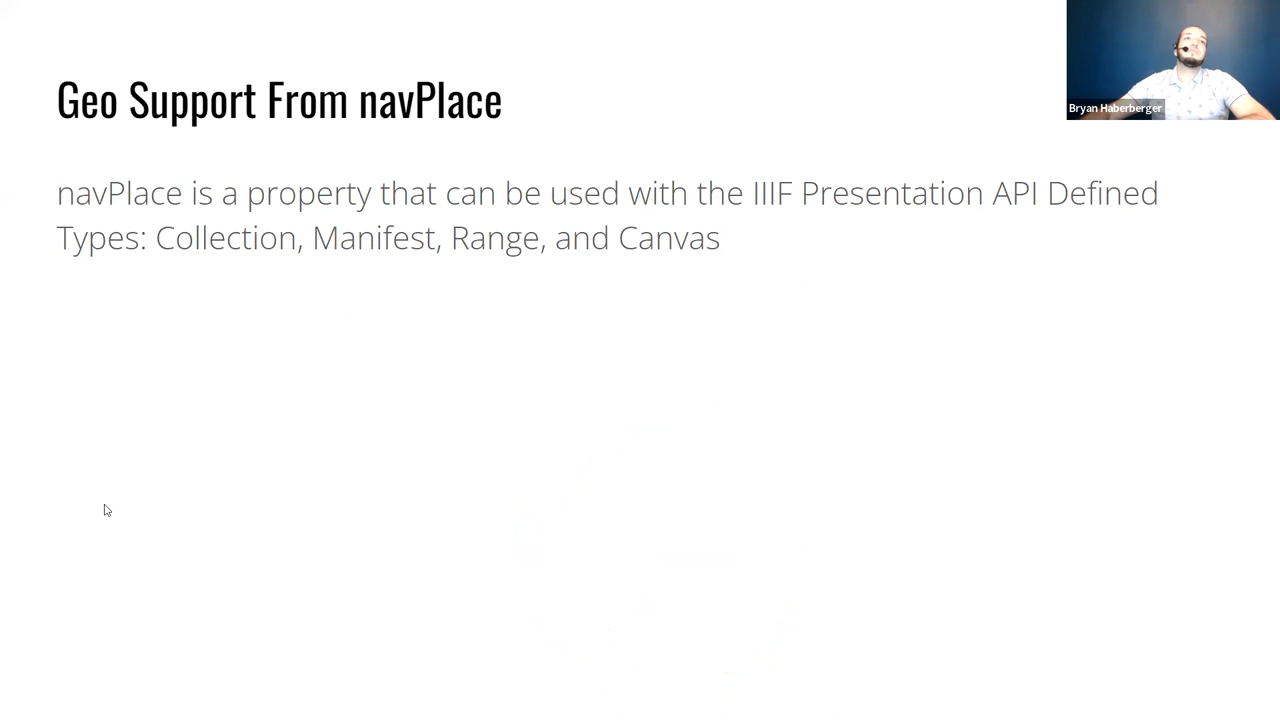 Geo Support From navPlace
Bryan Haberberger
navPlace is a property that can be used with the IIIF Presentation API Defined
Types: Collection, Manifest, Range, and Canvas